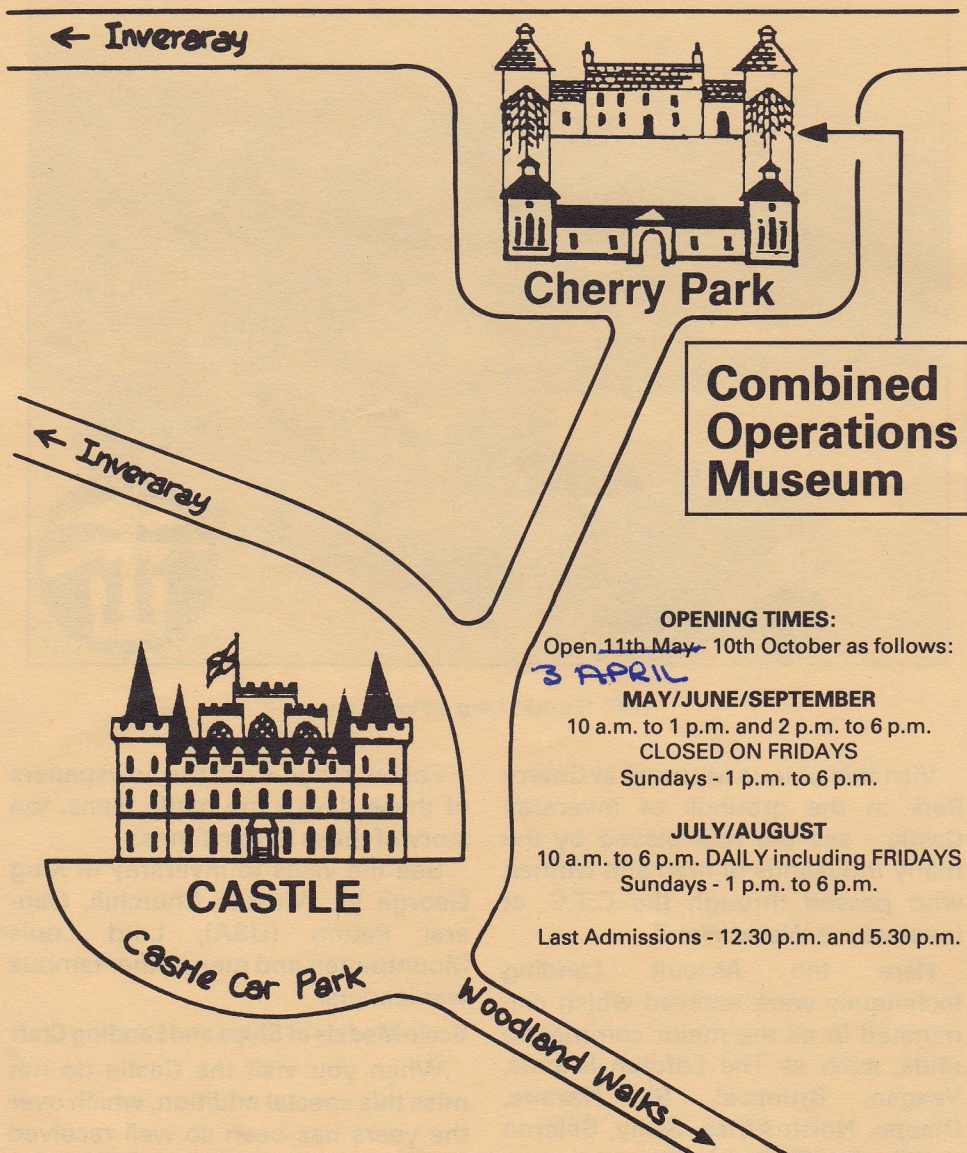 ← Inveraray
Cherry Park
Combined
Operations
Museum
← Inveraray
OPENING TIMES:
Open 11th May - 10th October as follows:
3 APRIL
MAY/JUNE/SEPTEMBER
10 a.m. to 1 p.m. and 2 p.m. to 6 p.m.
CLOSED ON FRIDAYS
Sundays - 1 p.m. to 6 p.m.
JULY/AUGUST
10 a.m. to 6 p.m. DAILY including FRIDAYS
Sundays - 1 p.m. to 6 p.m.
Last Admissions - 12.30 p.m. and 5.30 p.m.
CASTLE
Castle Car Park
Woodland Walks →